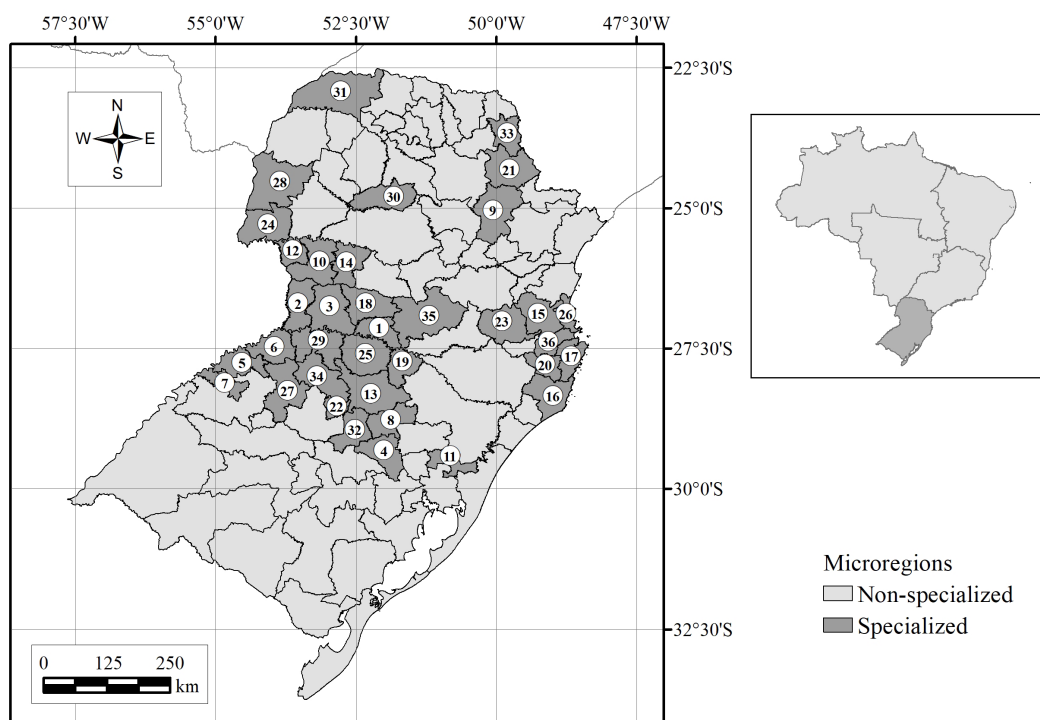 57°30'W 55°0'W 52°30'W 50°0'W 47°30'W
22°30'S
31
N
W E
S
33
21
28
30
9
25°0'S
24
12
10 14
2 3 18
35 23 15 26
1
36
6 29 25
27°30'S
5 19 20 17
7 27 34
13 16
22
8
32
4 11
30°0'S
Microregions
Non-specialized
Specialized
32°30'S
0 125 250
km